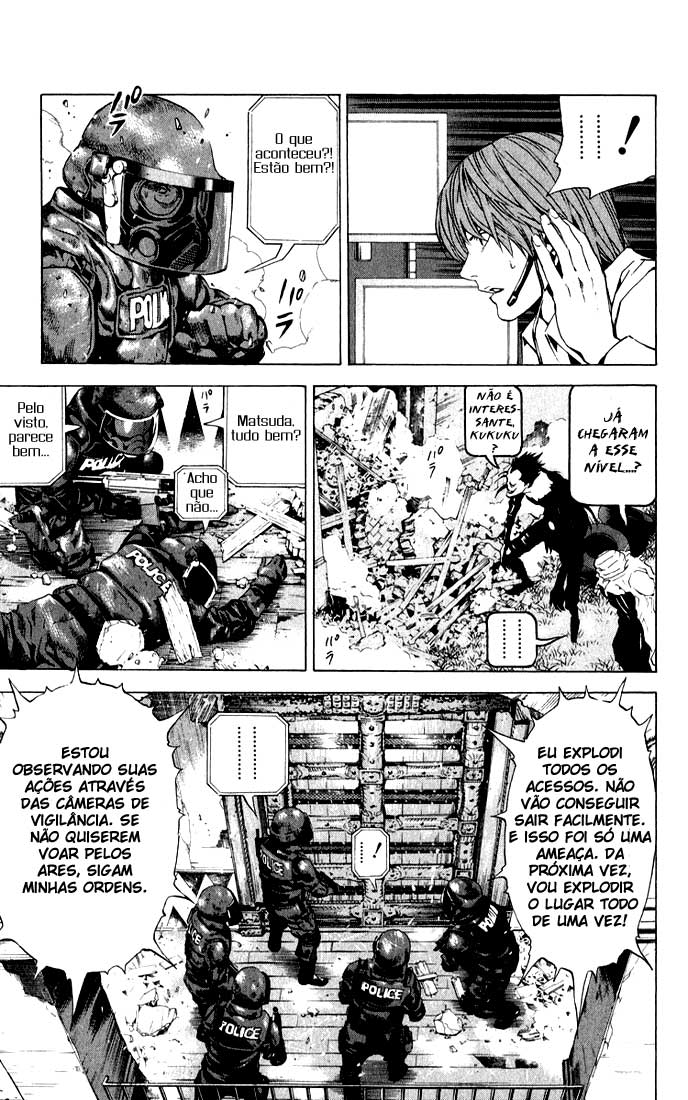 ......!
O que
aconteceu?!
Estão bem?!
POLI
JÁ
CHEGARAM
A ESSE
NÍVEL...?
NÃO É
INTERES-
SANTE,
KUKUKU
?
......
Matsuda,
tudo bem?
Acho
que
não...
Pelo
visto,
parece
bem...
POLICE
POLICE
EU EXPLODI
TODOS OS
ACESSOS. NÃO
VÃO CONSEGUIR
SAIR FACILMENTE.
E ISSO FOI SÓ UMA
AMEAÇA. DA
PRÓXIMA VEZ,
VOU EXPLODIR
O LUGAR TODO
DE UMA VEZ!
......
...!
ESTOU
OBSERVANDO SUAS
AÇÕES ATRAVÉS
DAS CÂMERAS DE
VIGILÂNCIA. SE
NÃO QUISEREM
VOAR PELOS
ARES, SIGAM
MINHAS ORDENS.
POLICE
POLICE
POLICE
POLICE